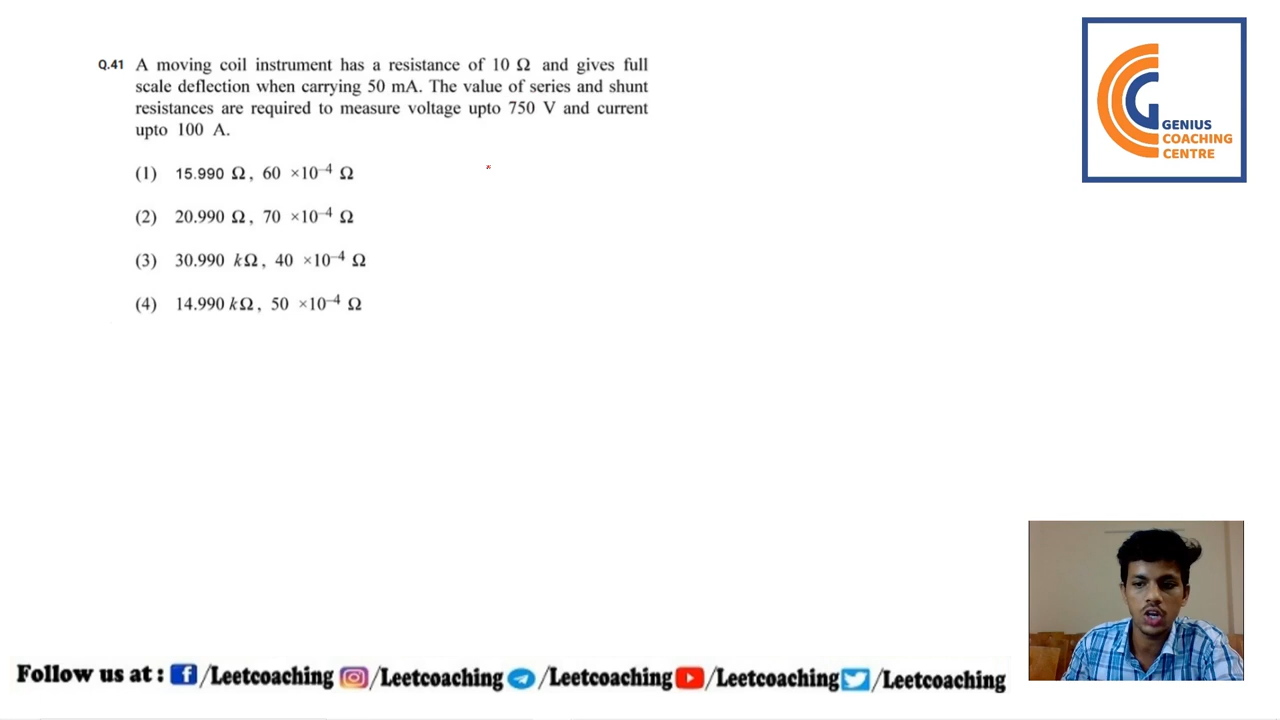 Q.41 A moving coil instrument has a resistance of 10 Ω and gives full
scale deflection when carrying 50 mA. The value of series and shunt
resistances are required to measure voltage upto 750 V and current
upto 100 A.
(1) 15.990 Ω, 60 ×10⁻⁴ Ω
(2) 20.990 Ω, 70 ×10⁻⁴ Ω
(3) 30.990 kΩ, 40 ×10⁻⁴ Ω
(4) 14.990 kΩ, 50 ×10⁻⁴ Ω
GENIUS
COACHING
CENTRE
Follow us at : /Leetcoaching /Leetcoaching /Leetcoaching /Leetcoaching /Leetcoaching